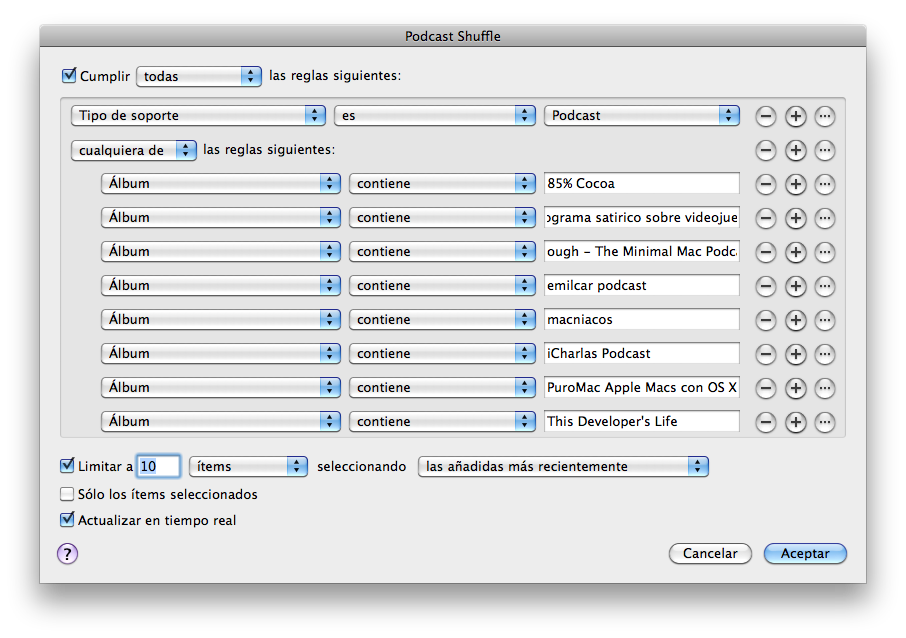 Podcast Shuffle
Cumplir todas las reglas siguientes:
Tipo de soporte es Podcast
cualquiera de las reglas siguientes:
Álbum contiene 85% Cocoa
Álbum contiene ograma satirico sobre videojue
Álbum contiene ough – The Minimal Mac Podc
Álbum contiene emilcar podcast
Álbum contiene macniacos
Álbum contiene iCharlas Podcast
Álbum contiene PuroMac Apple Macs con OS X
Álbum contiene This Developer's Life
Limitar a 10 ítems seleccionando las añadidas más recientemente
Sólo los ítems seleccionados
Actualizar en tiempo real
? Cancelar Aceptar